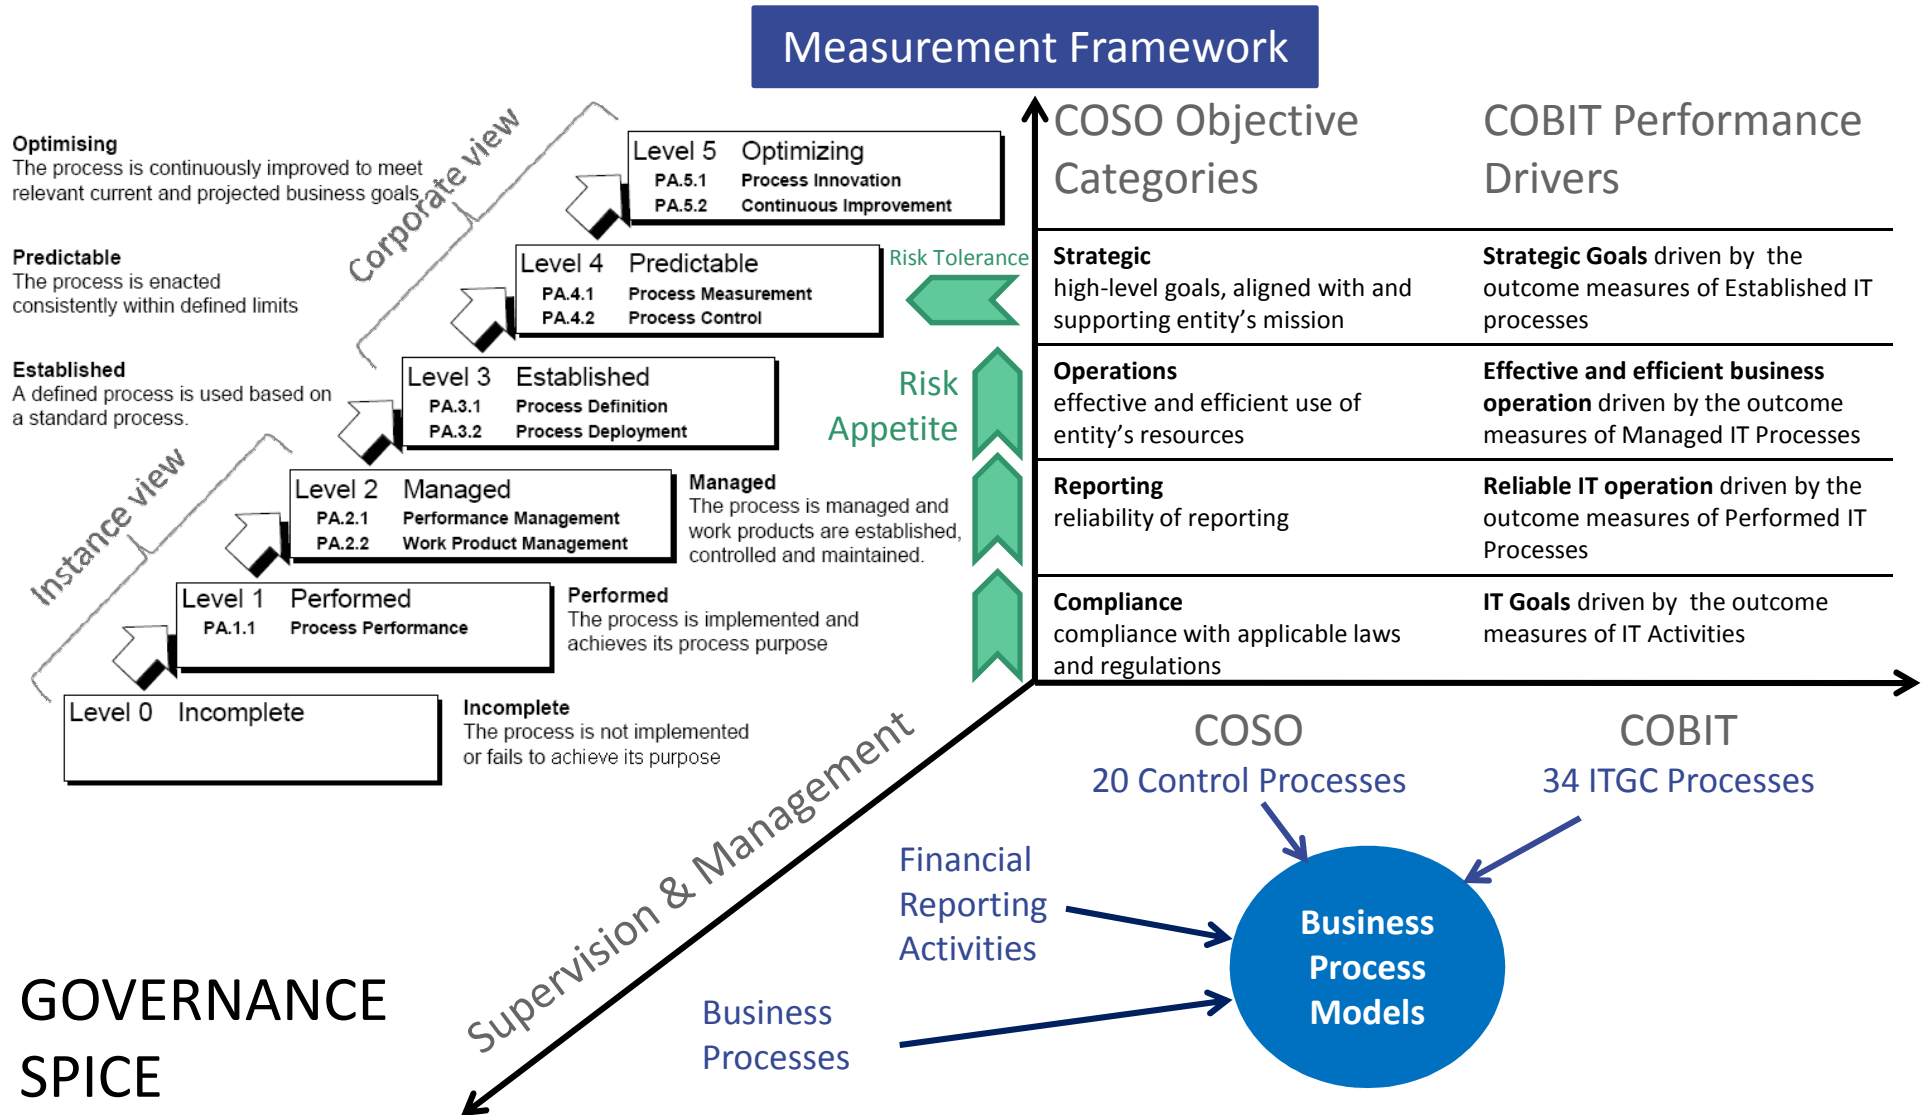 Measurement Framework
Optimising
The process is continuously improved to meet
relevant current and projected business goals
Predictable
The process is enacted
consistently within defined limits
Established
A defined process is used based on
a standard process.
Corporate view
Instance view
Level 5 Optimizing
PA.5.1 Process Innovation
PA.5.2 Continuous Improvement
Level 4 Predictable
PA.4.1 Process Measurement
PA.4.2 Process Control
Level 3 Established
PA.3.1 Process Definition
PA.3.2 Process Deployment
Level 2 Managed
PA.2.1 Performance Management
PA.2.2 Work Product Management
Managed
The process is managed and
work products are established,
controlled and maintained.
Level 1 Performed
PA.1.1 Process Performance
Performed
The process is implemented and
achieves its process purpose
Level 0 Incomplete
Incomplete
The process is not implemented
or fails to achieve its purpose
Risk Tolerance
Risk
Appetite
COSO Objective
Categories
COBIT Performance
Drivers
Strategic
high-level goals, aligned with and
supporting entity's mission
Strategic Goals driven by the
outcome measures of Established IT
processes
Operations
effective and efficient use of
entity's resources
Effective and efficient business
operation driven by the outcome
measures of Managed IT Processes
Reporting
reliability of reporting
Reliable IT operation driven by the
outcome measures of Performed IT
Processes
Compliance
compliance with applicable laws
and regulations
IT Goals driven by the outcome
measures of IT Activities
Supervision & Management
COSO
20 Control Processes
COBIT
34 ITGC Processes
Financial
Reporting
Activities
Business
Processes
Business
Process
Models
GOVERNANCE
SPICE